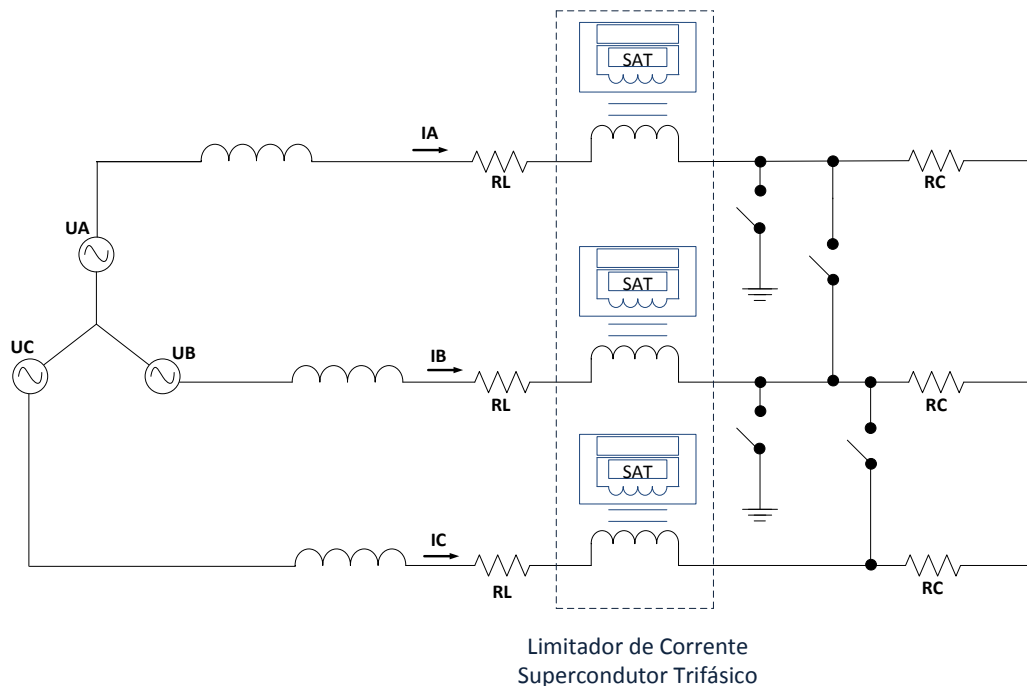 SAT
IA
RL
RC
UA
SAT
UC
UB
IB
RL
RC
SAT
IC
RL
RC
Limitador de Corrente
Supercondutor Trifásico